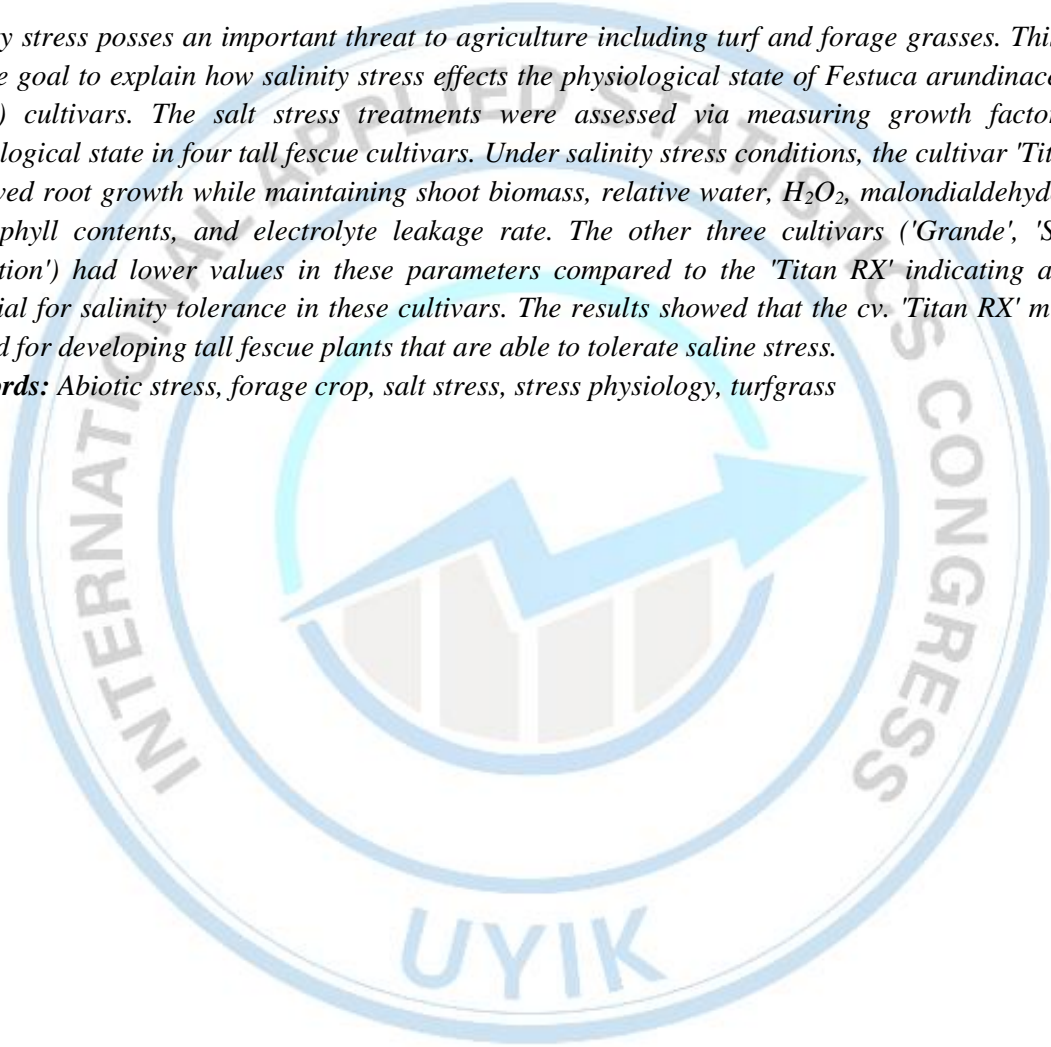 y stress posses an important threat to agriculture including turf and forage grasses. Thi
e goal to explain how salinity stress effects the physiological state of Festuca arundinac
) cultivars. The salt stress treatments were assessed via measuring growth factor
logical state in four tall fescue cultivars. Under salinity stress conditions, the cultivar 'Tit
ved root growth while maintaining shoot biomass, relative water, H₂O₂, malondialdehyd
phyll contents, and electrolyte leakage rate. The other three cultivars ('Grande', 'S
tion') had lower values in these parameters compared to the 'Titan RX' indicating a
ial for salinity tolerance in these cultivars. The results showed that the cv. 'Titan RX' m
d for developing tall fescue plants that are able to tolerate saline stress.
ords: Abiotic stress, forage crop, salt stress, stress physiology, turfgrass
INTERNATIONAL APPLIED STATISTICS CONGRESS
UYIK